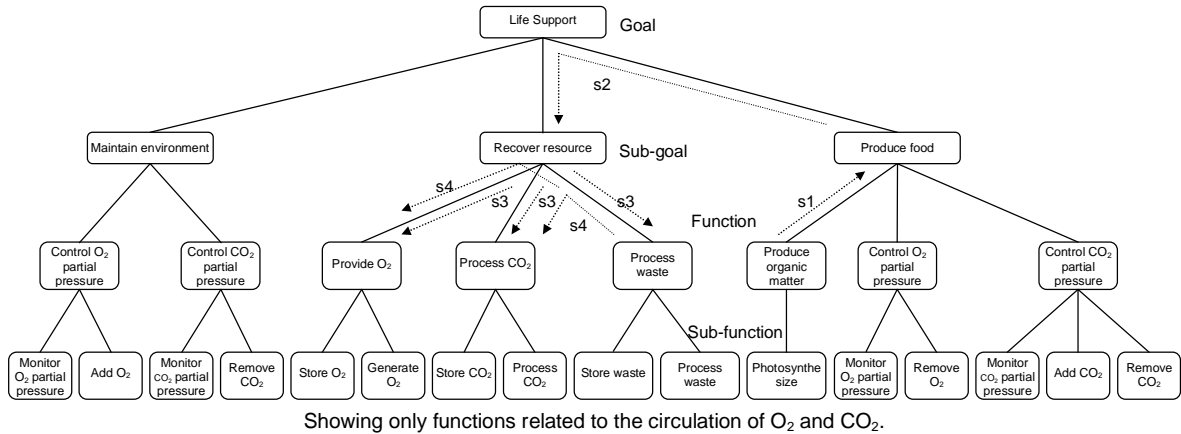 Life Support
Goal
s2
Maintain environment
Recover resource
Sub-goal
Produce food
s4
s3
s3
s3
s4
s1
Function
Control O₂
partial
pressure
Control CO₂
partial
pressure
Provide O₂
Process CO₂
Process
waste
Produce
organic
matter
Control O₂
partial
pressure
Control CO₂
partial
pressure
Sub-function
Monitor
O₂ partial
pressure
Add O₂
Monitor
CO₂ partial
pressure
Remove
CO₂
Store O₂
Generate
O₂
Store CO₂
Process
CO₂
Store waste
Process
waste
Photosynthe
size
Monitor
O₂ partial
pressure
Remove
O₂
Monitor
CO₂ partial
pressure
Add CO₂
Remove
CO₂
Showing only functions related to the circulation of O₂ and CO₂.